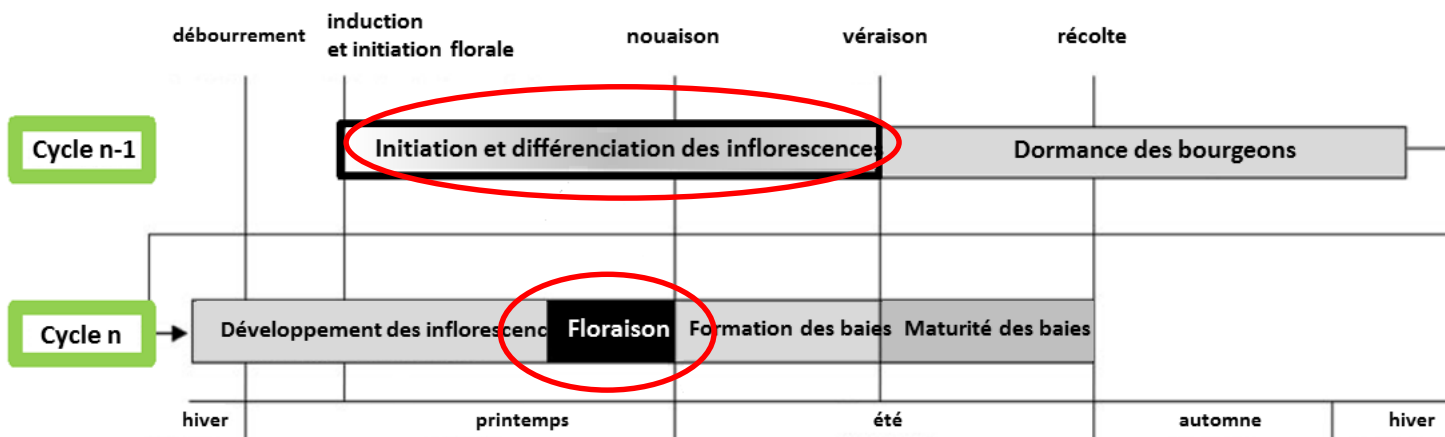 débourrement
induction
et initiation florale
nouaison
véraison
récolte
Cycle n-1
Initiation et différenciation des inflorescences
Dormance des bourgeons
Cycle n
Développement des inflorescenc
Floraison
Formation des baies
Maturité des baies
hiver
printemps
été
automne
hiver